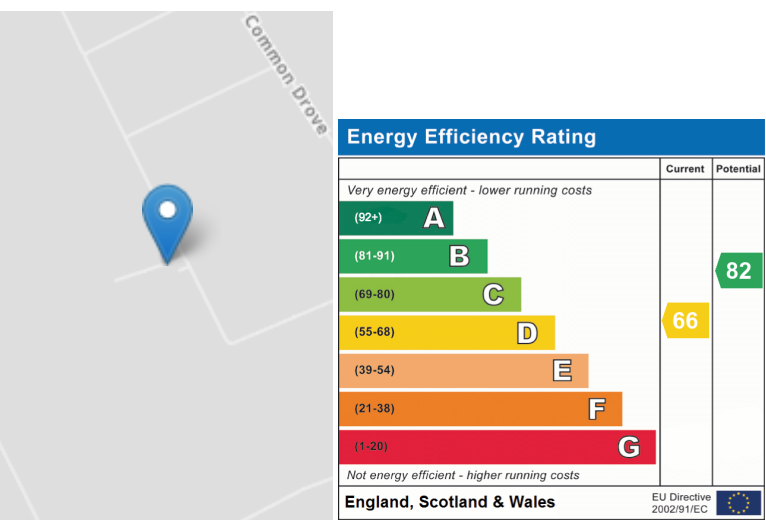 Common Drove
Energy Efficiency Rating
Current Potential
Very energy efficient - lower running costs
(92+) A
(81-91) B
(69-80) C
(55-68) D
(39-54) E
(21-38) F
(1-20) G
82
66
Not energy efficient - higher running costs
England, Scotland & Wales
EU Directive
2002/91/EC